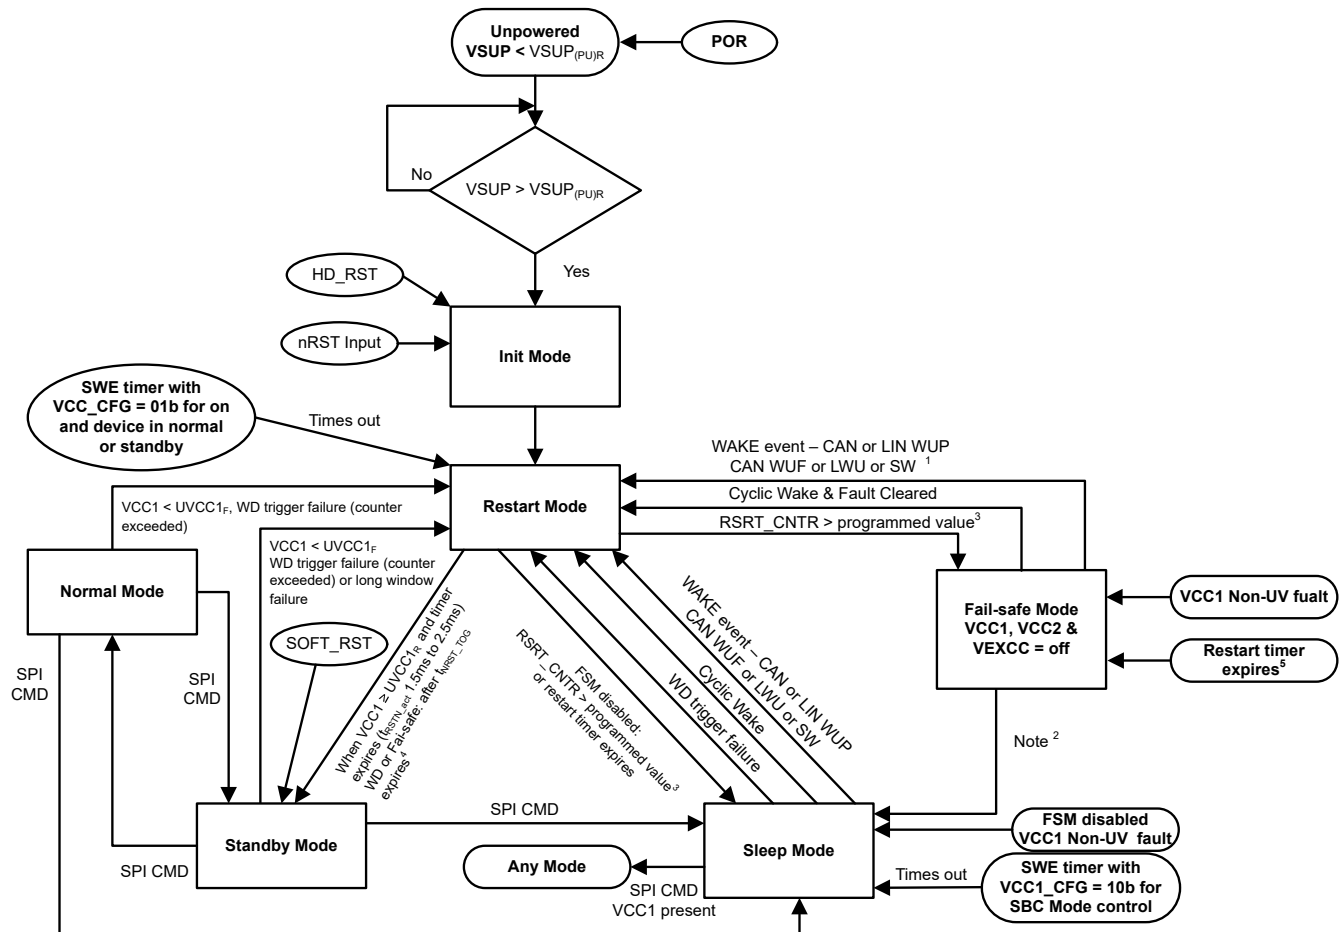 Unpowered
VSUP < VSUP(PU)R
POR
No
VSUP > VSUP(PU)R
Yes
HD_RST
nRST Input
Init Mode
SWE timer with
VCC_CFG = 01b for on
and device in normal
or standby
Times out
WAKE event – CAN or LIN WUP
CAN WUF or LWU or SW 1
Cyclic Wake & Fault Cleared
RSRT_CNTR > programmed value3
Restart Mode
VCC1 < UVCC1F, WD trigger failure (counter
exceeded)
VCC1 < UVCC1F
WD trigger failure (counter
exceeded) or long window
failure
Normal Mode
SOFT_RST
SPI
CMD
SPI
CMD
When VCC1 ≥ UVCC1R and timer
expires (tRSTN_act 1.5ms to 2.5ms)
WD or Fai-safe: after tNRST_TOG
expires4
FSM disabled:
RSRT_CNTR > programmed value3
or restart timer expires
WD trigger failure
Cyclic Wake
WAKE event – CAN or LIN WUP
CAN WUF or LWU or SW
Fail-safe Mode
VCC1, VCC2 &
VEXCC = off
VCC1 Non-UV fualt
Restart timer
expires5
Note 2
SPI CMD
Standby Mode
SPI CMD
Sleep Mode
FSM disabled
VCC1 Non-UV fault
Any Mode
SPI CMD
VCC1 present
Times out
SWE timer with
VCC1_CFG = 10b for
SBC Mode control